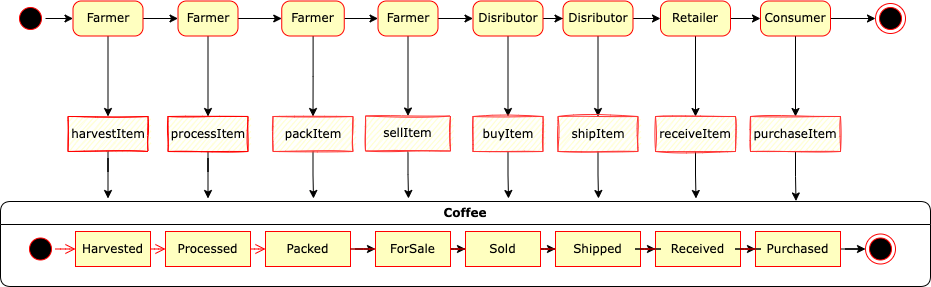 Farmer Farmer Farmer Farmer Disributor Disributor Retailer Consumer
harvestItem processItem packItem sellItem buyItem shipItem receiveItem purchaseItem
Coffee
Harvested Processed Packed ForSale Sold Shipped Received Purchased